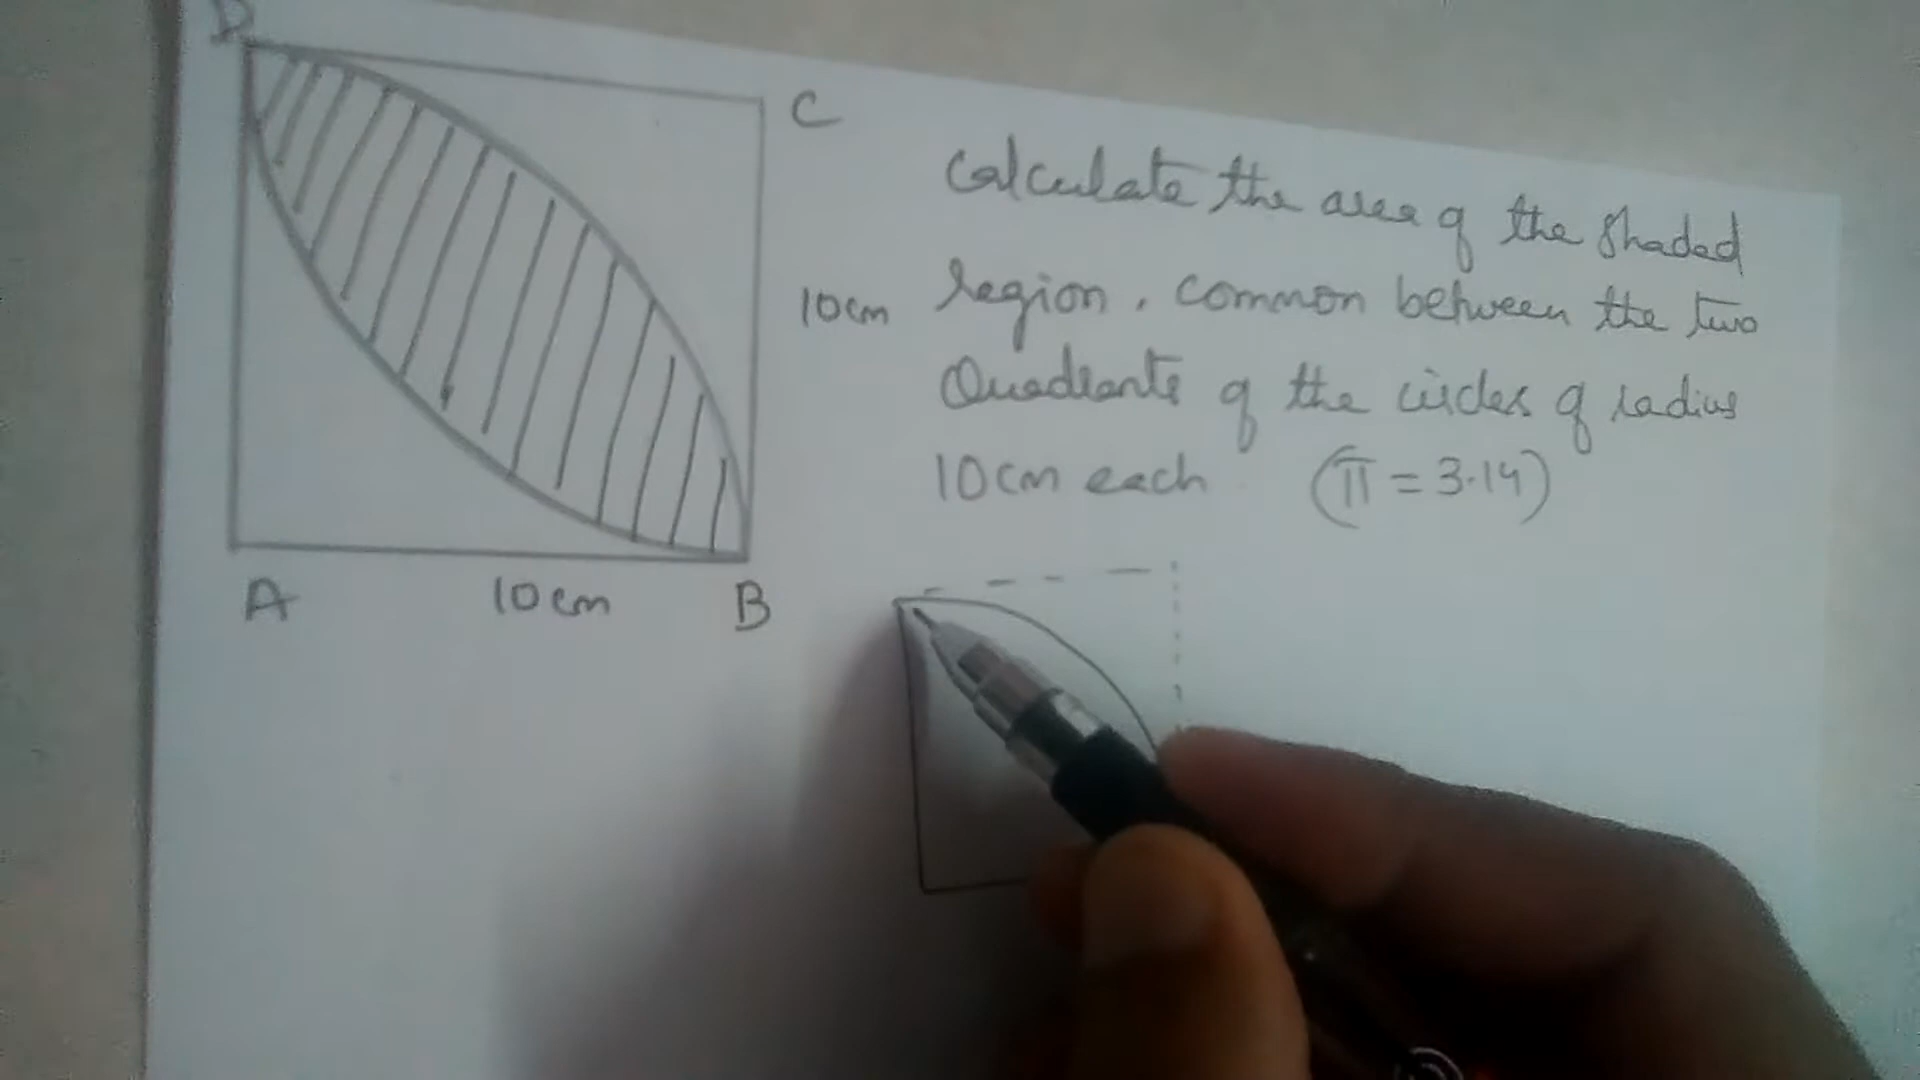 D
C
Calculate the area of the shaded
10cm
region, common between the two
Quadrants of the circles of radius
10cm each (π = 3.14)
A
10cm
B